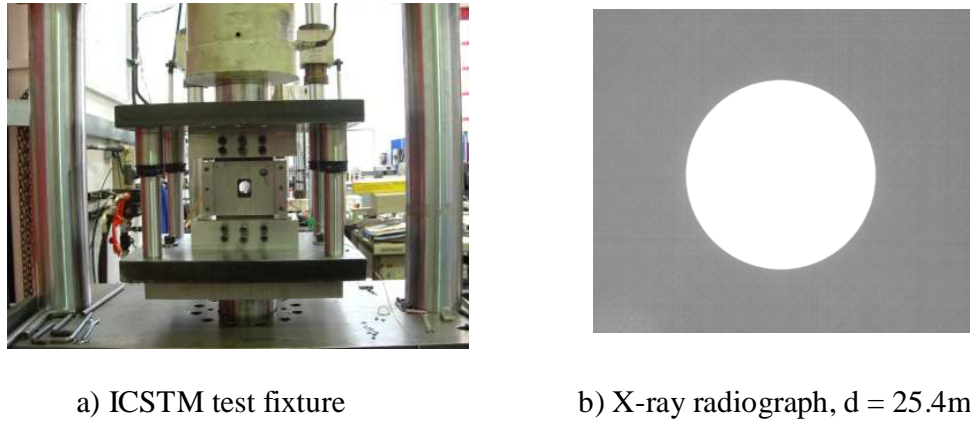 a) ICSTM test fixture
b) X-ray radiograph, d = 25.4m